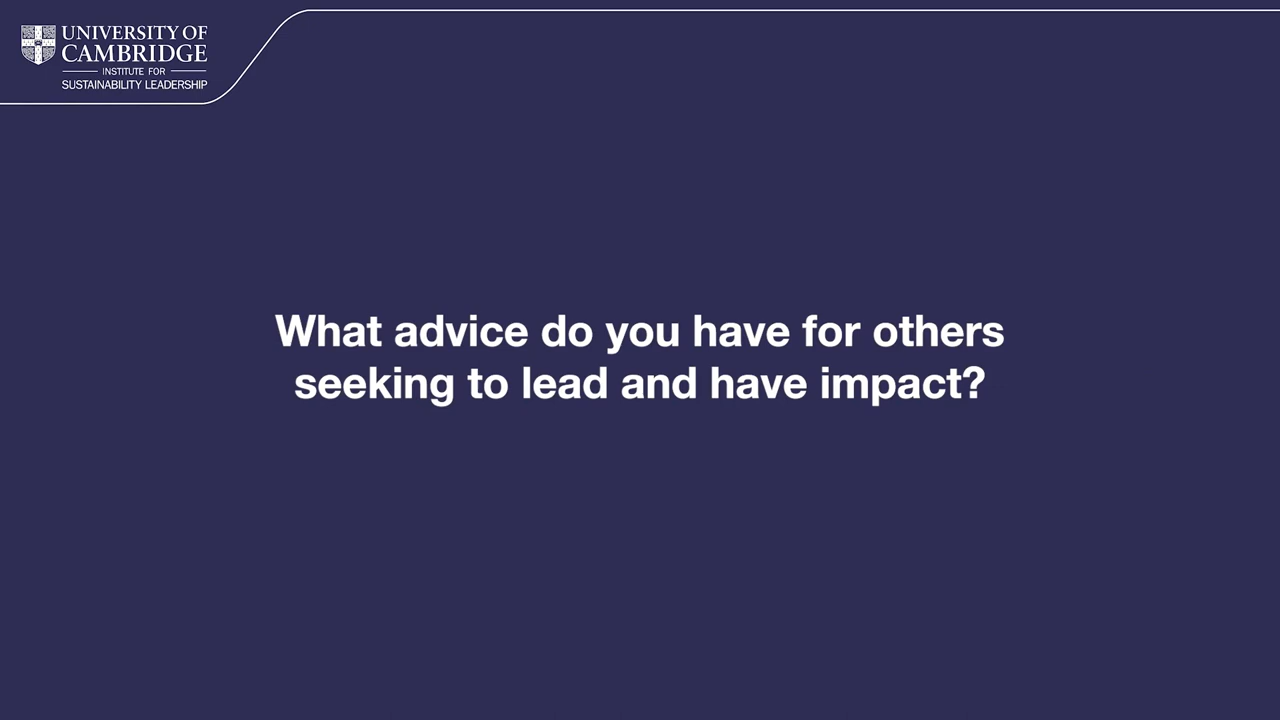 UNIVERSITY OF
CAMBRIDGE
INSTITUTE FOR
SUSTAINABILITY LEADERSHIP
What advice do you have for others
seeking to lead and have impact?